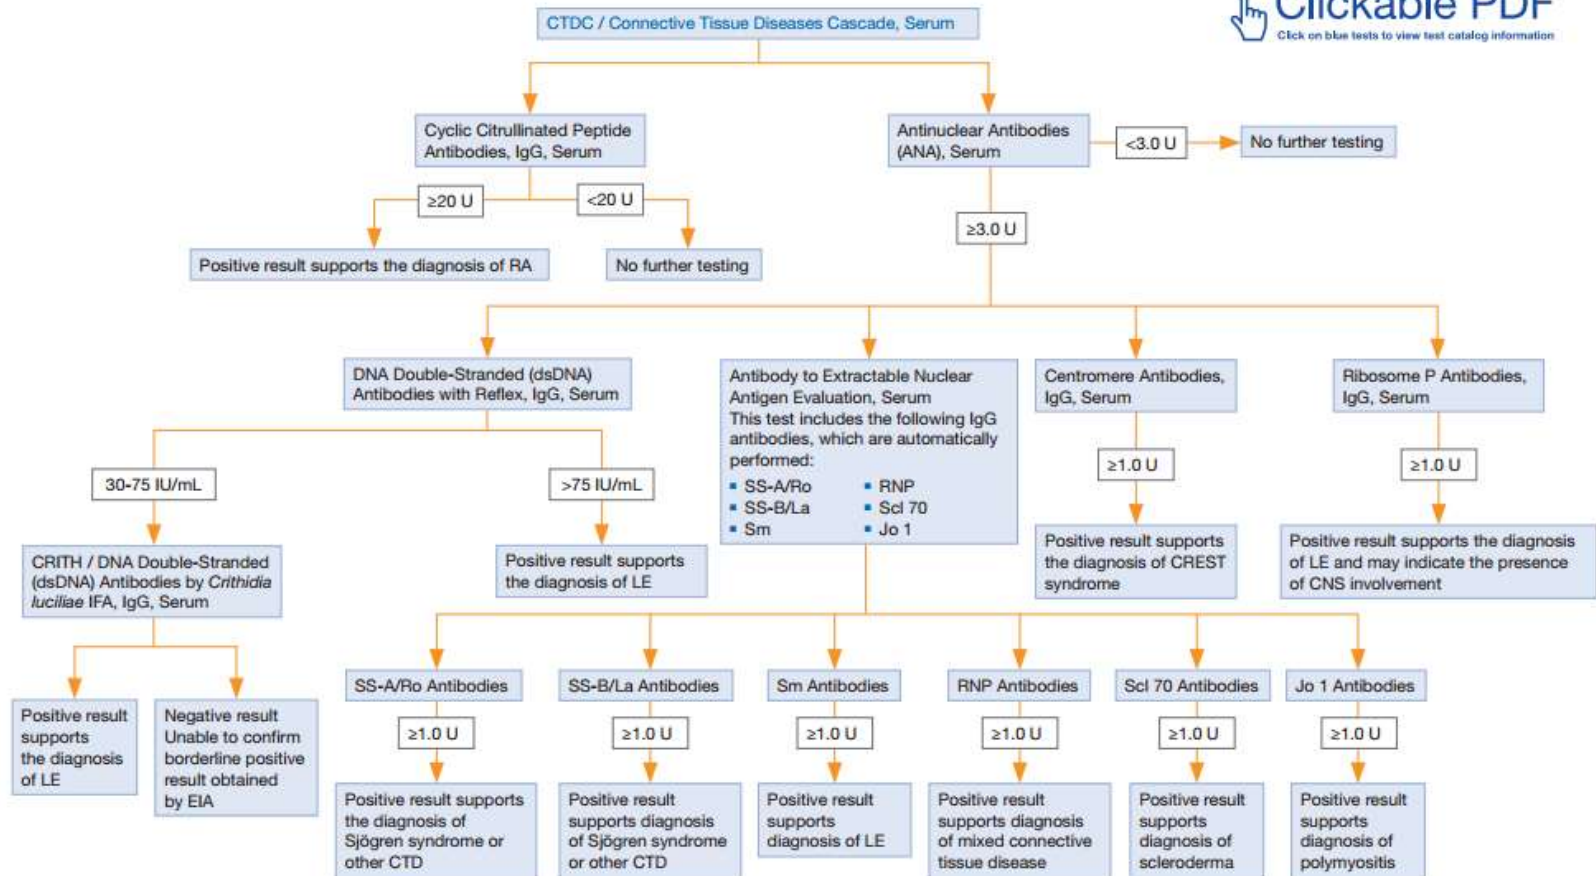 Clickable PDF
Click on blue tests to view test catalog information
CTDC / Connective Tissue Diseases Cascade, Serum
Cyclic Citrullinated Peptide
Antibodies, IgG, Serum
Antinuclear Antibodies
(ANA), Serum
<3.0 U
No further testing
≥20 U
<20 U
≥3.0 U
Positive result supports the diagnosis of RA
No further testing
DNA Double-Stranded (dsDNA)
Antibodies with Reflex, IgG, Serum
Antibody to Extractable Nuclear
Antigen Evaluation, Serum
This test includes the following IgG
antibodies, which are automatically
performed:
▪ SS-A/Ro
▪ SS-B/La
▪ Sm
▪ RNP
▪ Scl 70
▪ Jo 1
Centromere Antibodies,
IgG, Serum
Ribosome P Antibodies,
IgG, Serum
30-75 IU/mL
>75 IU/mL
≥1.0 U
≥1.0 U
CRITH / DNA Double-Stranded
(dsDNA) Antibodies by Crithidia
luciliae IFA, IgG, Serum
Positive result supports
the diagnosis of LE
Positive result supports
the diagnosis of CREST
syndrome
Positive result supports the diagnosis
of LE and may indicate the presence
of CNS involvement
Positive result
supports
the diagnosis
of LE
Negative result
Unable to confirm
borderline positive
result obtained
by EIA
SS-A/Ro Antibodies
SS-B/La Antibodies
Sm Antibodies
RNP Antibodies
Scl 70 Antibodies
Jo 1 Antibodies
≥1.0 U
≥1.0 U
≥1.0 U
≥1.0 U
≥1.0 U
≥1.0 U
Positive result supports
the diagnosis of
Sjögren syndrome or
other CTD
Positive result
supports diagnosis
of Sjögren syndrome
or other CTD
Positive result
supports
diagnosis of LE
Positive result
supports diagnosis
of mixed connective
tissue disease
Positive result
supports
diagnosis of
scleroderma
Positive result
supports
diagnosis of
polymyositis